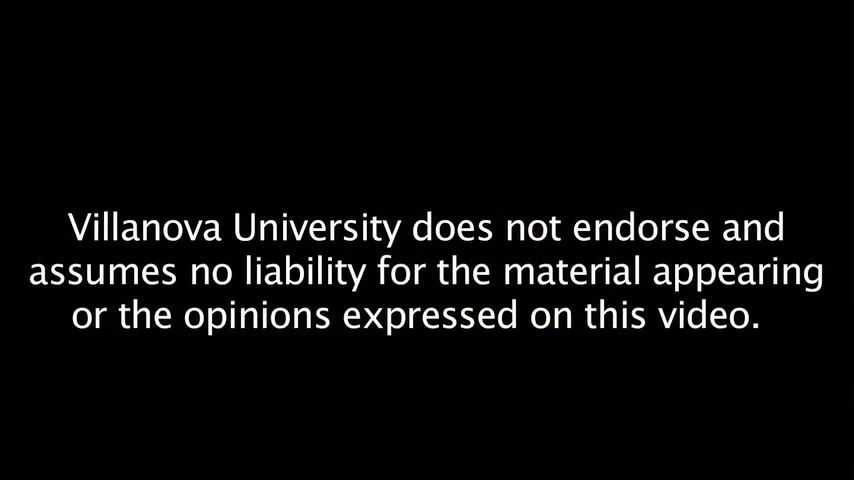 Villanova University does not endorse and
assumes no liability for the material appearing
or the opinions expressed on this video.